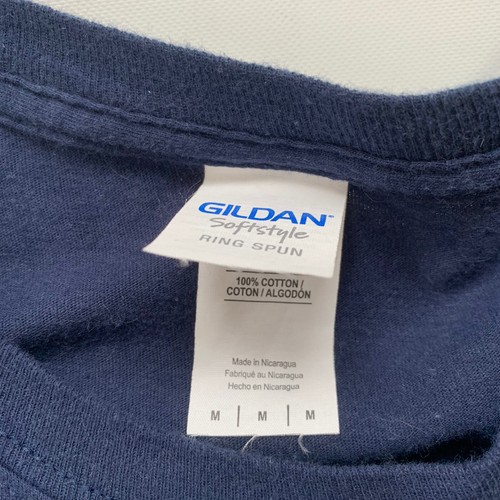 GILDAN
Softstyle
RING SPUN
100% COTTON /
COTON / ALGODÓN
Made in Nicaragua
Fabriqué au Nicaragua
Hecho en Nicaragua
M | M | M